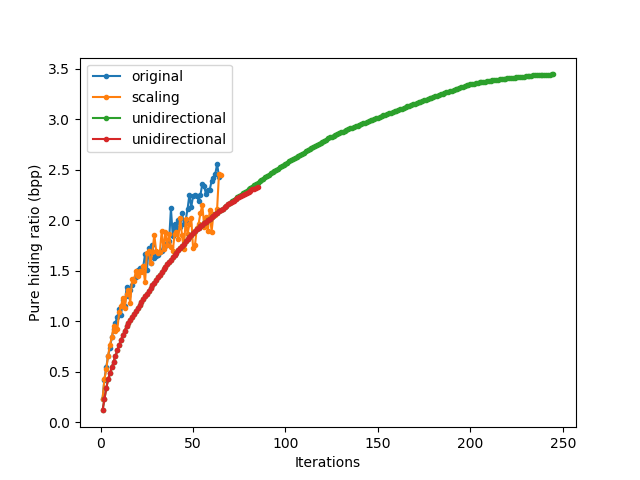 original
scaling
unidirectional
unidirectional
Pure hiding ratio (bpp)
3.5
3.0
2.5
2.0
1.5
1.0
0.5
0.0
0 50 100 150 200 250
Iterations